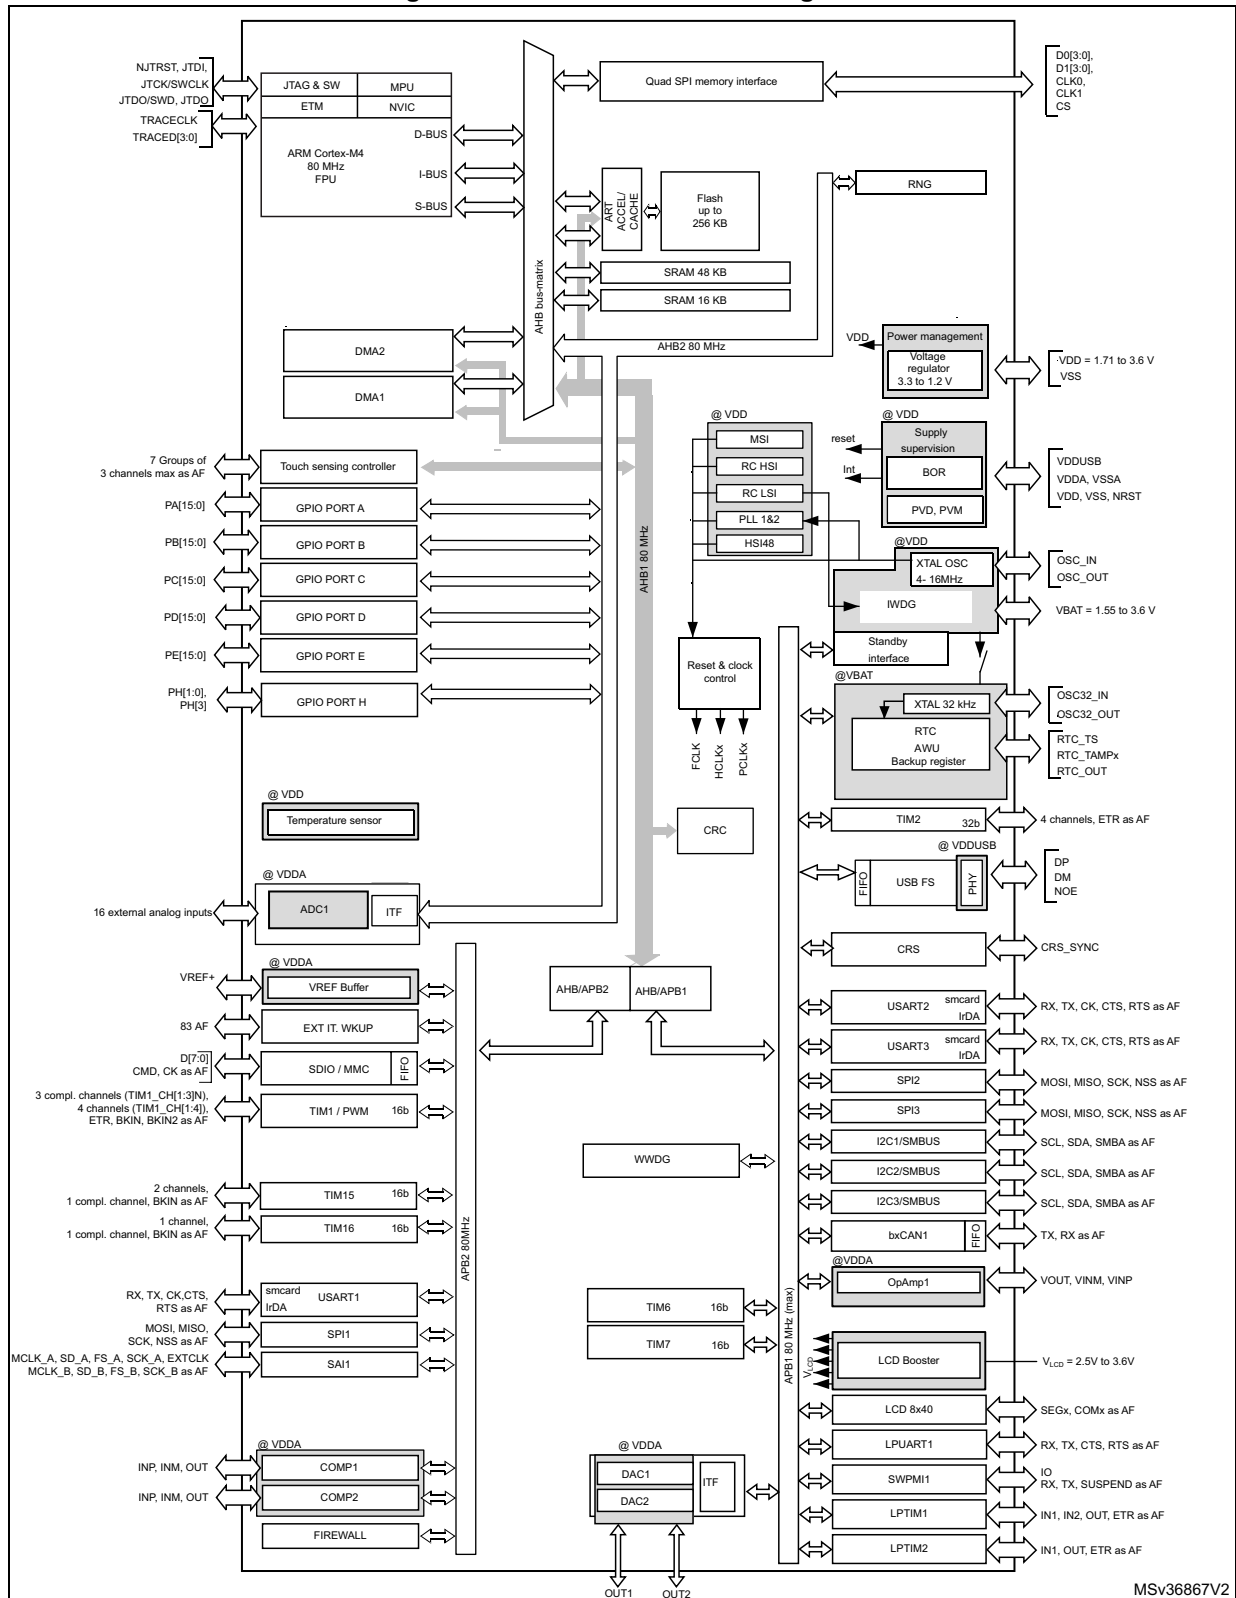 NJTRST, JTDI,
JTCK/SWCLK
JTDO/SWD, JTDO
TRACECLK
TRACED[3:0]
JTAG & SW
MPU
ETM
NVIC
ARM Cortex-M4
80 MHz
FPU
D-BUS
I-BUS
S-BUS
AHB bus-matrix
Quad SPI memory interface
D0[3:0],
D1[3:0],
CLK0,
CLK1
CS
ART
ACCEL/
CACHE
Flash
up to
256 KB
RNG
SRAM 48 KB
SRAM 16 KB
AHB2 80 MHz
DMA2
DMA1
VDD
Power management
Voltage
regulator
3.3 to 1.2 V
VDD = 1.71 to 3.6 V
VSS
@ VDD
MSI
RC HSI
RC LSI
PLL 1&2
HSI48
@ VDD
reset
Int
Supply
supervision
BOR
PVD, PVM
VDDUSB
VDDA, VSSA
VDD, VSS, NRST
7 Groups of
3 channels max as AF
Touch sensing controller
PA[15:0]
GPIO PORT A
PB[15:0]
GPIO PORT B
PC[15:0]
GPIO PORT C
PD[15:0]
GPIO PORT D
PE[15:0]
GPIO PORT E
PH[1:0],
PH[3]
GPIO PORT H
AHB1 80 MHz
@VDD
XTAL OSC
4- 16MHz
IWDG
OSC_IN
OSC_OUT
VBAT = 1.55 to 3.6 V
Standby
interface
Reset & clock
control
FCLK
HCLKx
PCLKx
@VBAT
XTAL 32 kHz
RTC
AWU
Backup register
OSC32_IN
OSC32_OUT
RTC_TS
RTC_TAMPx
RTC_OUT
@ VDD
Temperature sensor
CRC
TIM2
32b
4 channels, ETR as AF
@ VDDUSB
FIFO
USB FS
PHY
DP
DM
NOE
@ VDDA
16 external analog inputs
ADC1
ITF
CRS
CRS_SYNC
@ VDDA
VREF+
VREF Buffer
AHB/APB2
AHB/APB1
83 AF
EXT IT. WKUP
D[7:0]
CMD, CK as AF
SDIO / MMC
FIFO
3 compl. channels (TIM1_CH[1:3]N),
4 channels (TIM1_CH[1:4]),
ETR, BKIN, BKIN2 as AF
TIM1 / PWM
16b
2 channels,
1 compl. channel, BKIN as AF
TIM15
16b
1 channel,
1 compl. channel, BKIN as AF
TIM16
16b
APB2 80MHz
RX, TX, CK,CTS,
RTS as AF
smcard
IrDA
USART1
MOSI, MISO,
SCK, NSS as AF
SPI1
MCLK_A, SD_A, FS_A, SCK_A, EXTCLK
MCLK_B, SD_B, FS_B, SCK_B as AF
SAI1
@ VDDA
INP, INM, OUT
COMP1
INP, INM, OUT
COMP2
FIREWALL
WWDG
TIM6
16b
TIM7
16b
@ VDDA
DAC1
DAC2
ITF
OUT1
OUT2
APB1 80 MHz (max)
USART2
smcard
IrDA
RX, TX, CK, CTS, RTS as AF
USART3
smcard
IrDA
RX, TX, CK, CTS, RTS as AF
SPI2
MOSI, MISO, SCK, NSS as AF
SPI3
MOSI, MISO, SCK, NSS as AF
I2C1/SMBUS
SCL, SDA, SMBA as AF
I2C2/SMBUS
SCL, SDA, SMBA as AF
I2C3/SMBUS
SCL, SDA, SMBA as AF
bxCAN1
FIFO
TX, RX as AF
@VDDA
OpAmp1
VOUT, VINM, VINP
VLCD
LCD Booster
VLCD = 2.5V to 3.6V
LCD 8x40
SEGx, COMx as AF
LPUART1
RX, TX, CTS, RTS as AF
SWPMI1
IO
RX, TX, SUSPEND as AF
LPTIM1
IN1, IN2, OUT, ETR as AF
LPTIM2
IN1, OUT, ETR as AF
MSv36867V2